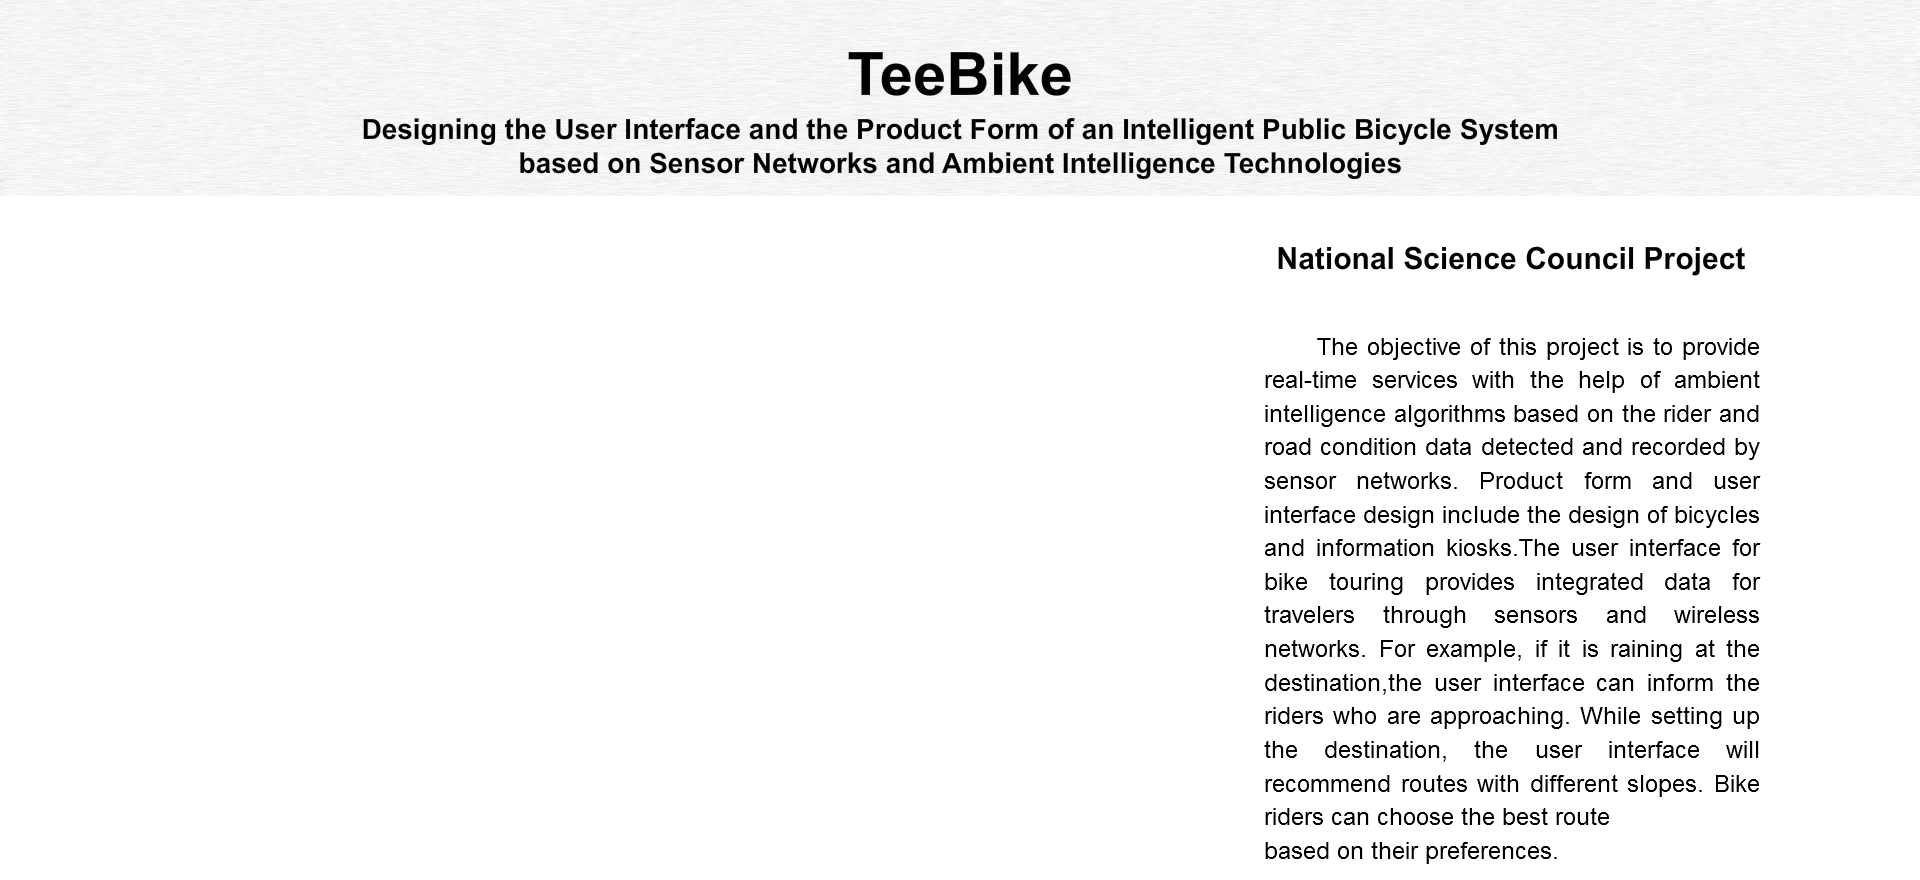 TeeBike
Designing the User Interface and the Product Form of an Intelligent Public Bicycle System
based on Sensor Networks and Ambient Intelligence Technologies
National Science Council Project
The objective of this project is to provide
real-time services with the help of ambient
intelligence algorithms based on the rider and
road condition data detected and recorded by
sensor networks. Product form and user
interface design include the design of bicycles
and information kiosks.The user interface for
bike touring provides integrated data for
travelers through sensors and wireless
networks. For example, if it is raining at the
destination,the user interface can inform the
riders who are approaching. While setting up
the destination, the user interface will
recommend routes with different slopes. Bike
riders can choose the best route
based on their preferences.